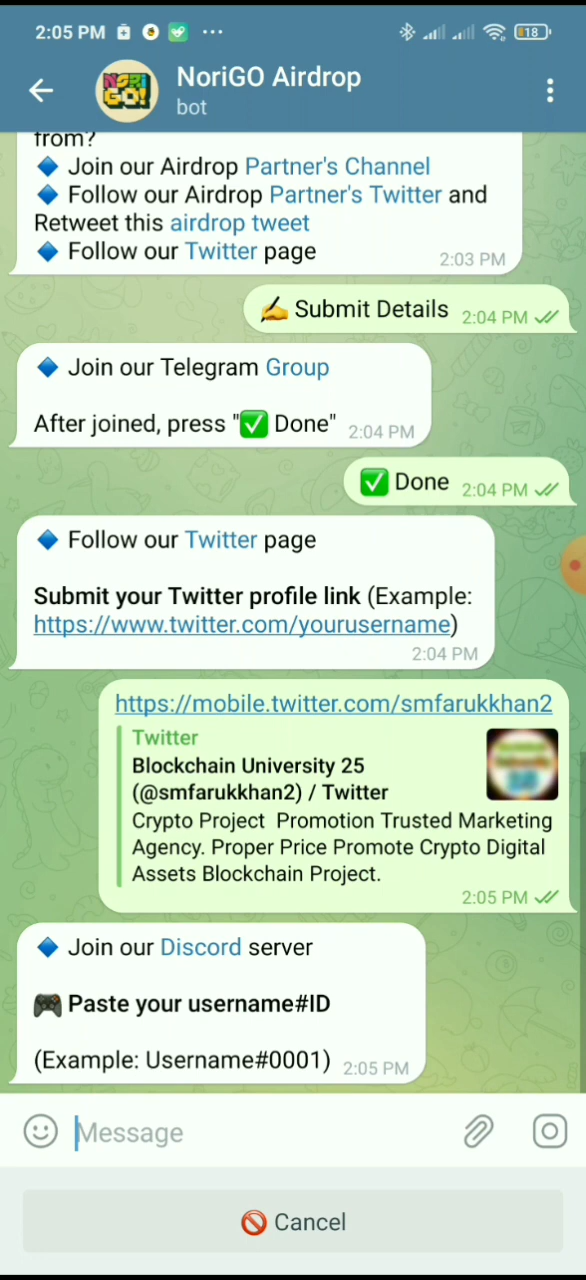 2:05 PM
18
NoriGO Airdrop
NORI
GO!
bot
from?
Join our Airdrop Partner's Channel
Follow our Airdrop Partner's Twitter and
Retweet this airdrop tweet
Follow our Twitter page
2:03 PM
Submit Details
2:04 PM
Join our Telegram Group
After joined, press "✅ Done"
2:04 PM
Done
2:04 PM
Follow our Twitter page
Submit your Twitter profile link (Example:
https://www.twitter.com/yourusername)
2:04 PM
https://mobile.twitter.com/smfarukkhan2
Twitter
Blockchain University 25
(@smfarukkhan2) / Twitter
Crypto Project Promotion Trusted Marketing
Agency. Proper Price Promote Crypto Digital
Assets Blockchain Project.
2:05 PM
Join our Discord server
Paste your username#ID
(Example: Username#0001)
2:05 PM
Message
Cancel